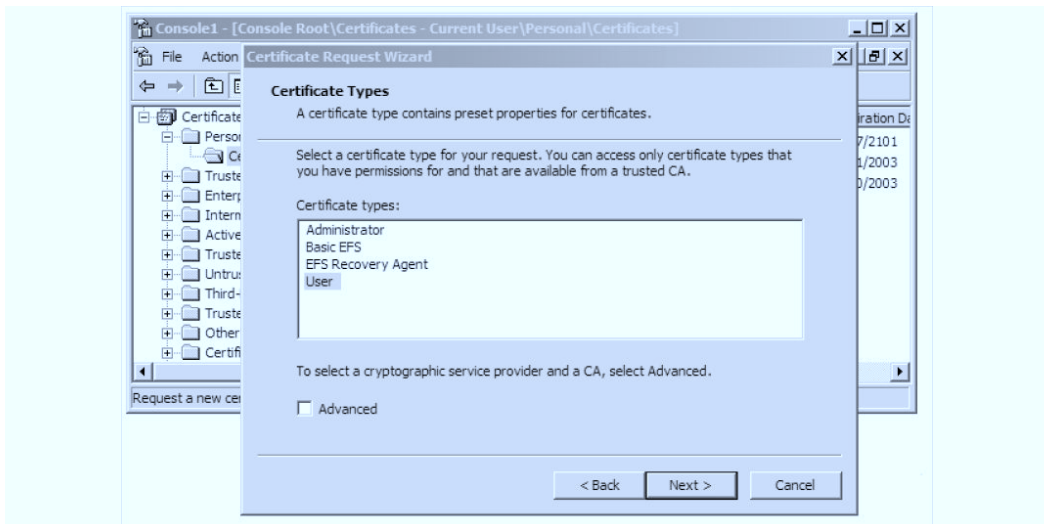 Console1 - [Console Root\Certificates - Current User\Personal\Certificates]
File Action
Certificate Request Wizard
Certificate Types
A certificate type contains preset properties for certificates.
Select a certificate type for your request. You can access only certificate types that
you have permissions for and that are available from a trusted CA.
Certificate types:
Administrator
Basic EFS
EFS Recovery Agent
User
To select a cryptographic service provider and a CA, select Advanced.
Advanced
< Back Next > Cancel
Certificate
Person
Ce
Truste
Enterp
Intern
Active
Truste
Untrus
Third-
Truste
Other
Certifi
Request a new cer
iration Da
7/2101
1/2003
0/2003